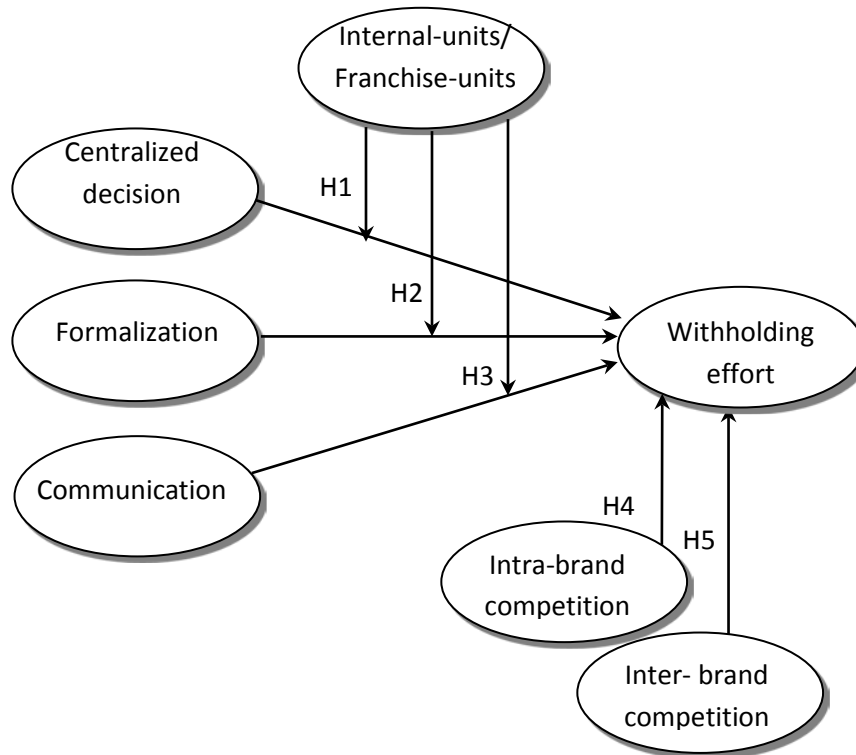 Internal-units/
Franchise-units
Centralized
decision
H1
H2
Formalization
Withholding
effort
H3
Communication
H4
H5
Intra-brand
competition
Inter- brand
competition